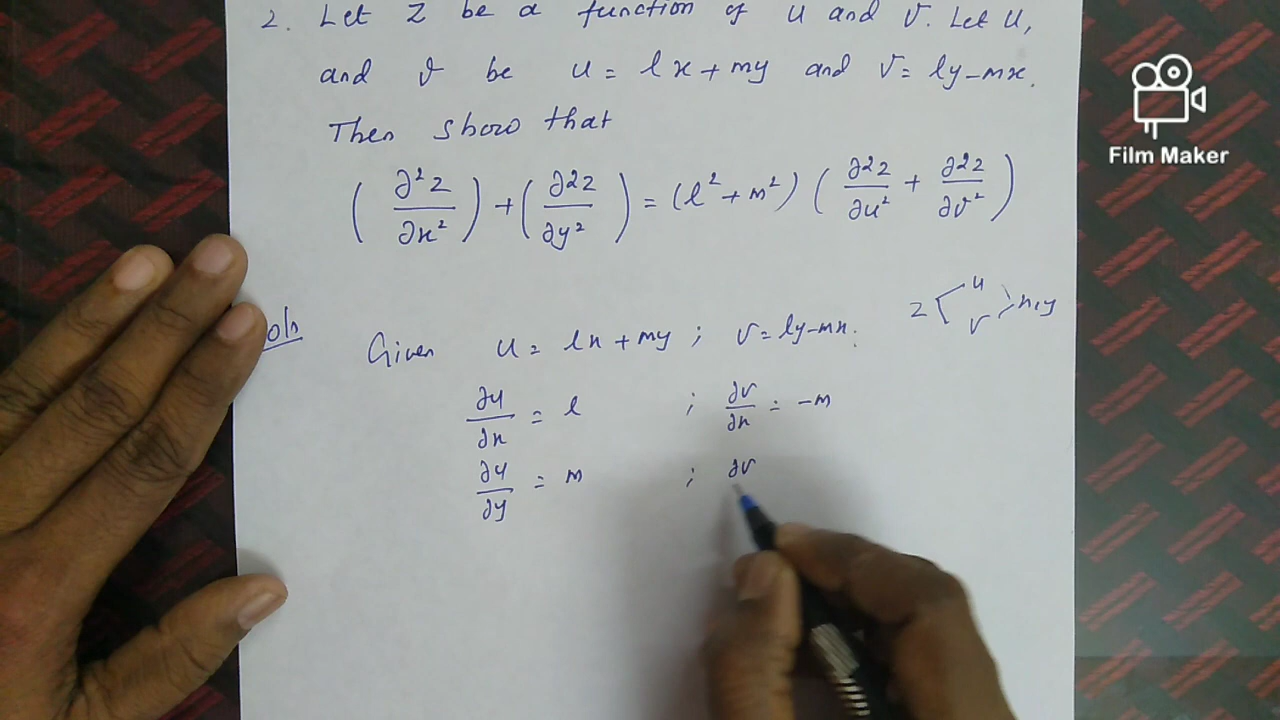 2. Let Z be a function of u and v. Let u,
and v be u = lx + my and v = ly - mx.
Then show that
(∂²z/∂x²) + (∂²z/∂y²) = (l² + m²) (∂²z/∂u² + ∂²z/∂v²)
Soln
Given u = lx + my ; v = ly - mx.
z < u v > x, y
∂u/∂x = l ; ∂v/∂x = -m
∂u/∂y = m ; ∂v
Film Maker